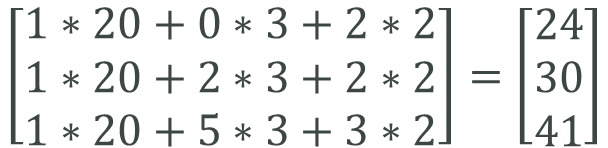 [1 * 20 + 0 * 3 + 2 * 2] [24]
[1 * 20 + 2 * 3 + 2 * 2] = [30]
[1 * 20 + 5 * 3 + 3 * 2] [41]